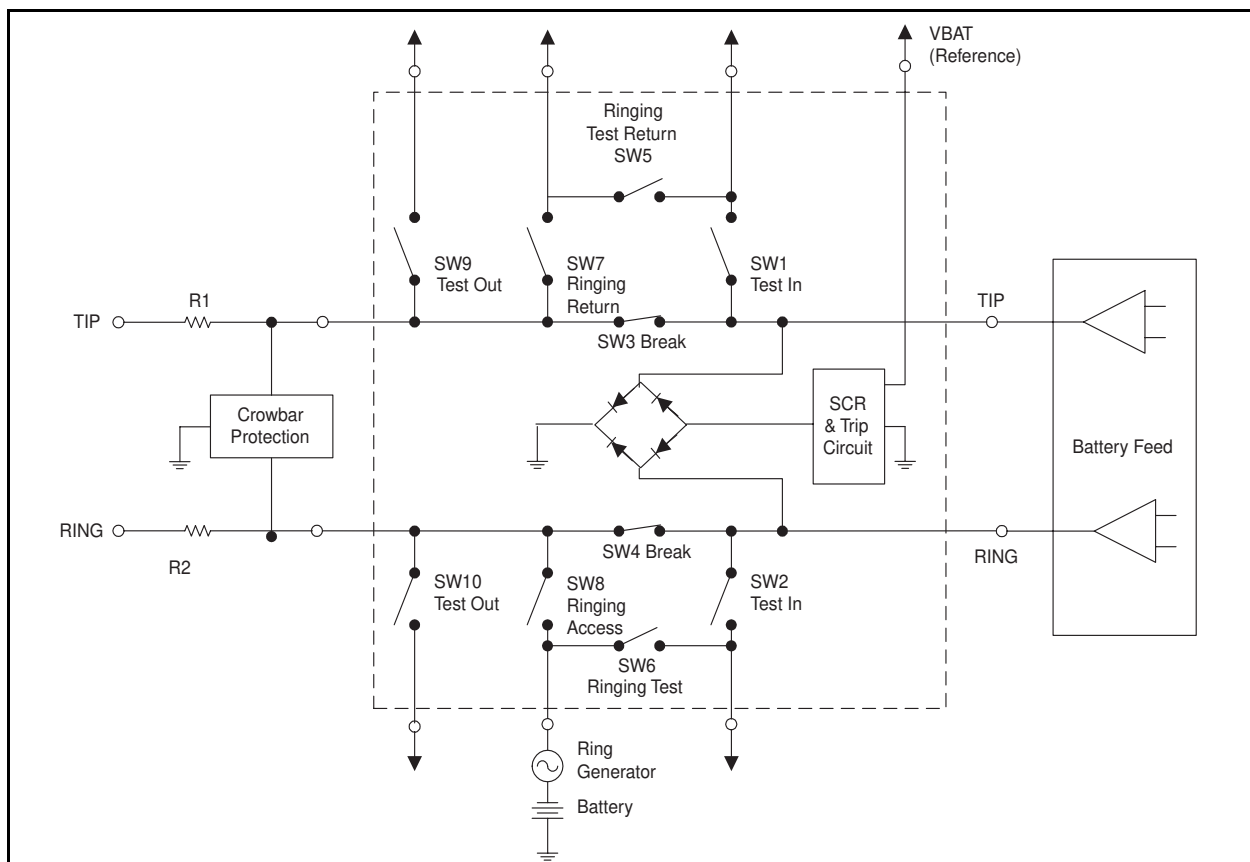 VBAT
(Reference)
Ringing
Test Return
SW5
SW9
Test Out
SW7
Ringing
Return
SW1
Test In
R1
TIP
TIP
SW3 Break
Crowbar
Protection
SCR
& Trip
Circuit
Battery Feed
RING
R2
SW4 Break
RING
SW10
Test Out
SW8
Ringing
Access
SW2
Test In
SW6
Ringing Test
Ring
Generator
Battery